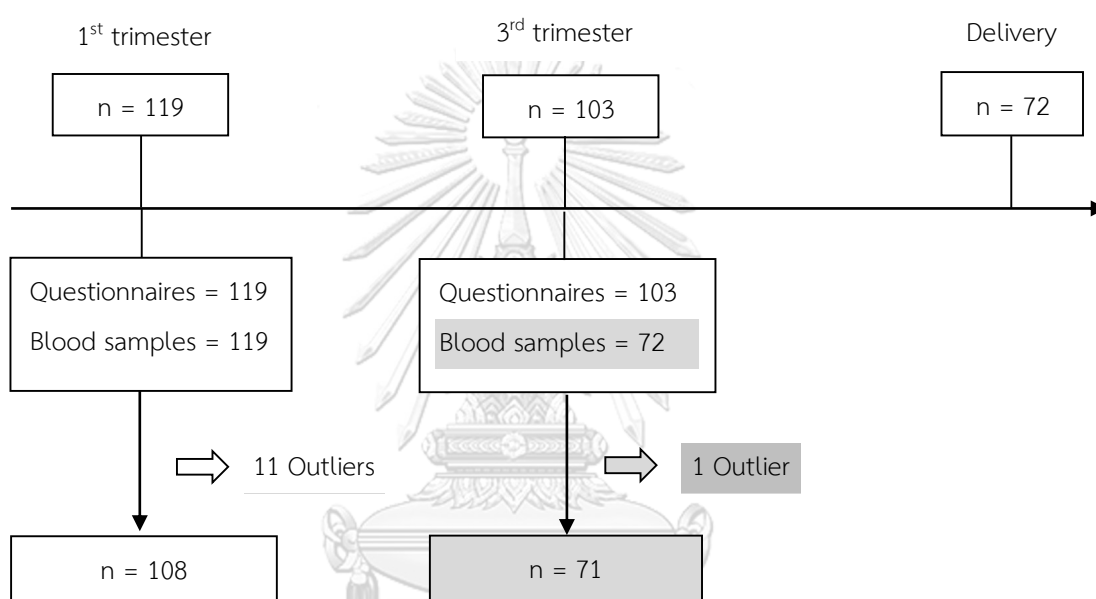 1st trimester
3rd trimester
Delivery
n = 119
n = 103
n = 72
Questionnaires = 119
Blood samples = 119
Questionnaires = 103
Blood samples = 72
11 Outliers
1 Outlier
n = 108
n = 71